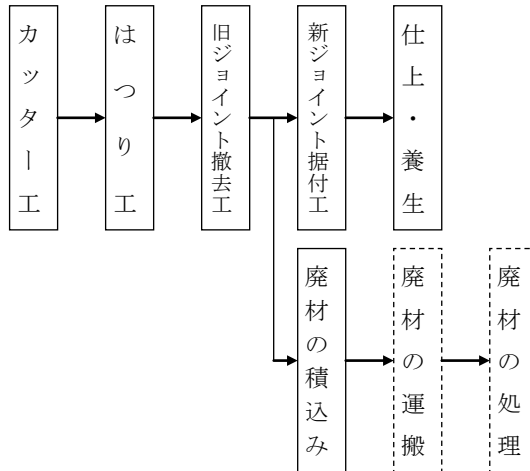 カッター工
はつり工
旧ジョイント撤去工
新ジョイント据付工
仕上・養生
廃材の積込み
廃材の運搬
廃材の処理